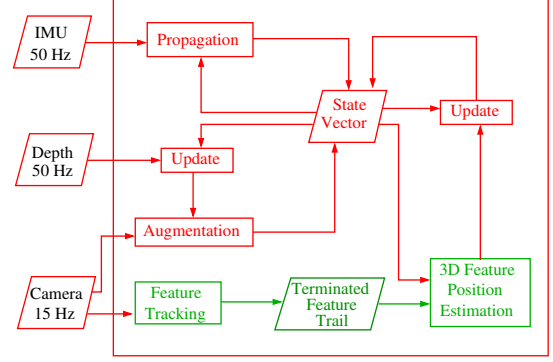 IMU
50 Hz
Propagation
State
Vector
Update
Depth
50 Hz
Update
Augmentation
Camera
15 Hz
Feature
Tracking
Terminated
Feature
Trail
3D Feature
Position
Estimation